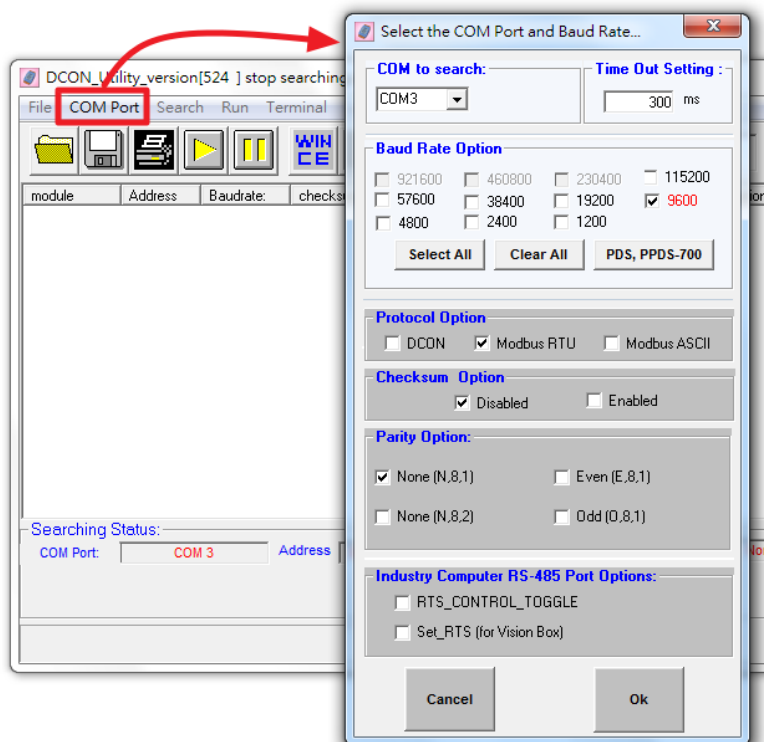 DCON_Utility_version[524 ] stop searching
File COM Port Search Run Terminal
WIN
CE
module Address Baudrate: checksu
Searching Status:
COM Port: COM 3 Address
Select the COM Port and Baud Rate...
COM to search: Time Out Setting :
COM3 300 ms
Baud Rate Option
921600 460800 230400 115200
57600 38400 19200 9600
4800 2400 1200
Select All Clear All PDS, PPDS-700
Protocol Option
DCON Modbus RTU Modbus ASCII
Checksum Option
Disabled Enabled
Parity Option:
None (N,8,1) Even (E,8,1)
None (N,8,2) Odd (O,8,1)
Industry Computer RS-485 Port Options:
RTS_CONTROL_TOGGLE
Set_RTS (for Vision Box)
Cancel Ok